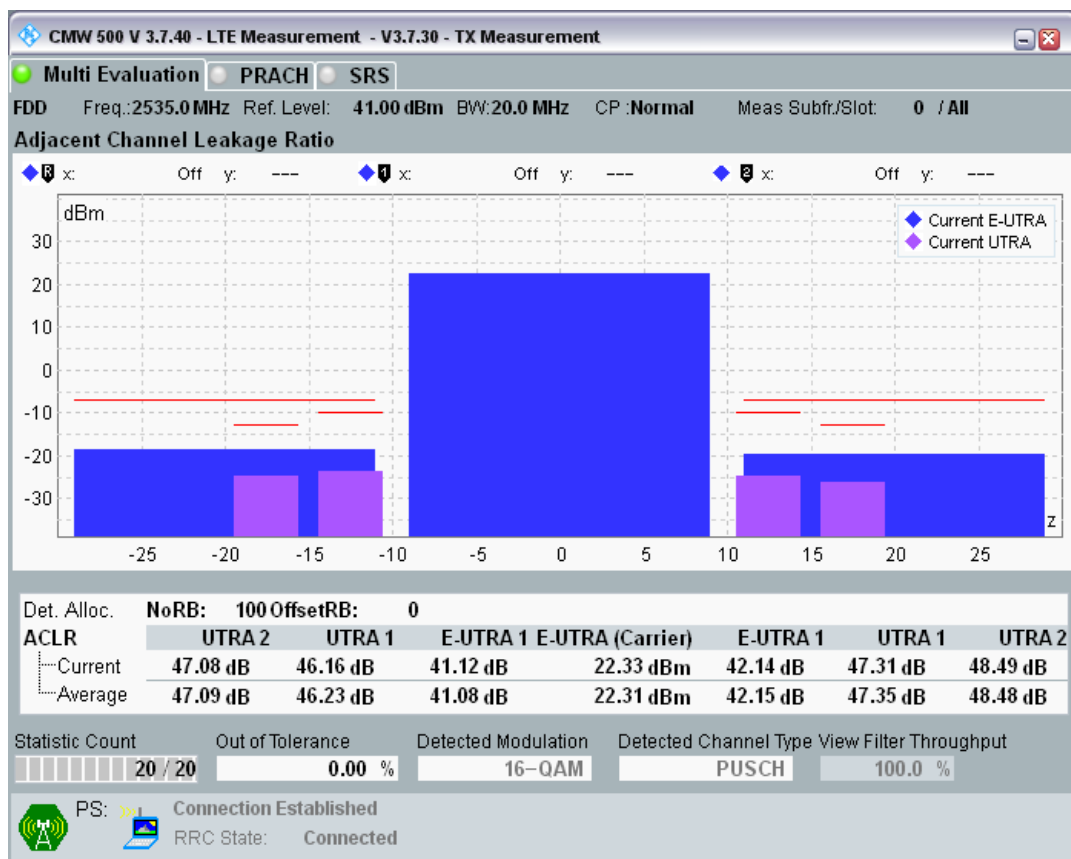 CMW 500 V 3.7.40 - LTE Measurement - V3.7.30 - TX Measurement
Multi Evaluation PRACH SRS
FDD Freq.:2535.0 MHz Ref. Level: 41.00 dBm BW:20.0 MHz CP :Normal Meas Subfr./Slot: 0 / All
Adjacent Channel Leakage Ratio
R x: Off y: --- 1 x: Off y: --- 2 x: Off y: ---
dBm
Current E-UTRA
Current UTRA
30
20
10
0
-10
-20
-30
z
-25 -20 -15 -10 -5 0 5 10 15 20 25
Det. Alloc. NoRB: 100 OffsetRB: 0
ACLR UTRA 2 UTRA 1 E-UTRA 1 E-UTRA (Carrier) E-UTRA 1 UTRA 1 UTRA 2
Current 47.08 dB 46.16 dB 41.12 dB 22.33 dBm 42.14 dB 47.31 dB 48.49 dB
Average 47.09 dB 46.23 dB 41.08 dB 22.31 dBm 42.15 dB 47.35 dB 48.48 dB
Statistic Count Out of Tolerance Detected Modulation Detected Channel Type View Filter Throughput
20 / 20 0.00 % 16-QAM PUSCH 100.0 %
PS: Connection Established
RRC State: Connected